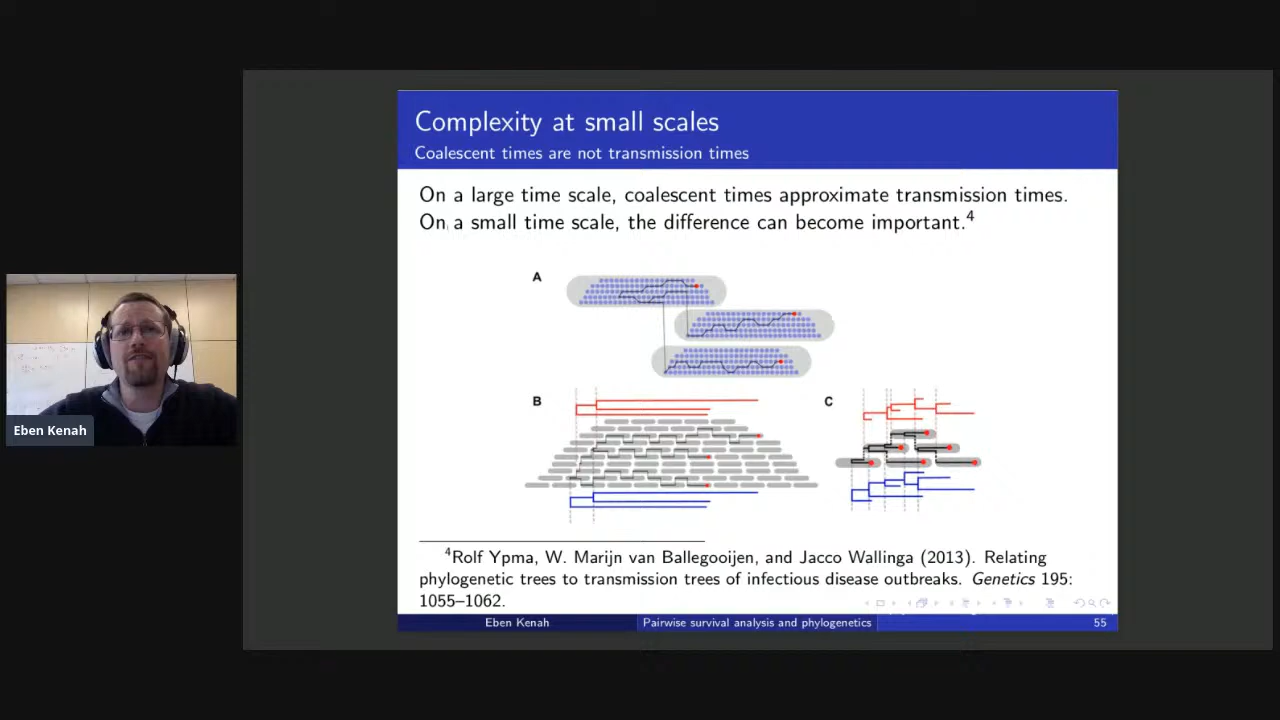 Complexity at small scales
Coalescent times are not transmission times
On a large time scale, coalescent times approximate transmission times.
On a small time scale, the difference can become important.4
A
B
C
4Rolf Ypma, W. Marijn van Ballegooijen, and Jacco Wallinga (2013). Relating
phylogenetic trees to transmission trees of infectious disease outbreaks. Genetics 195:
1055–1062.
Eben Kenah
Pairwise survival analysis and phylogenetics
55
Eben Kenah